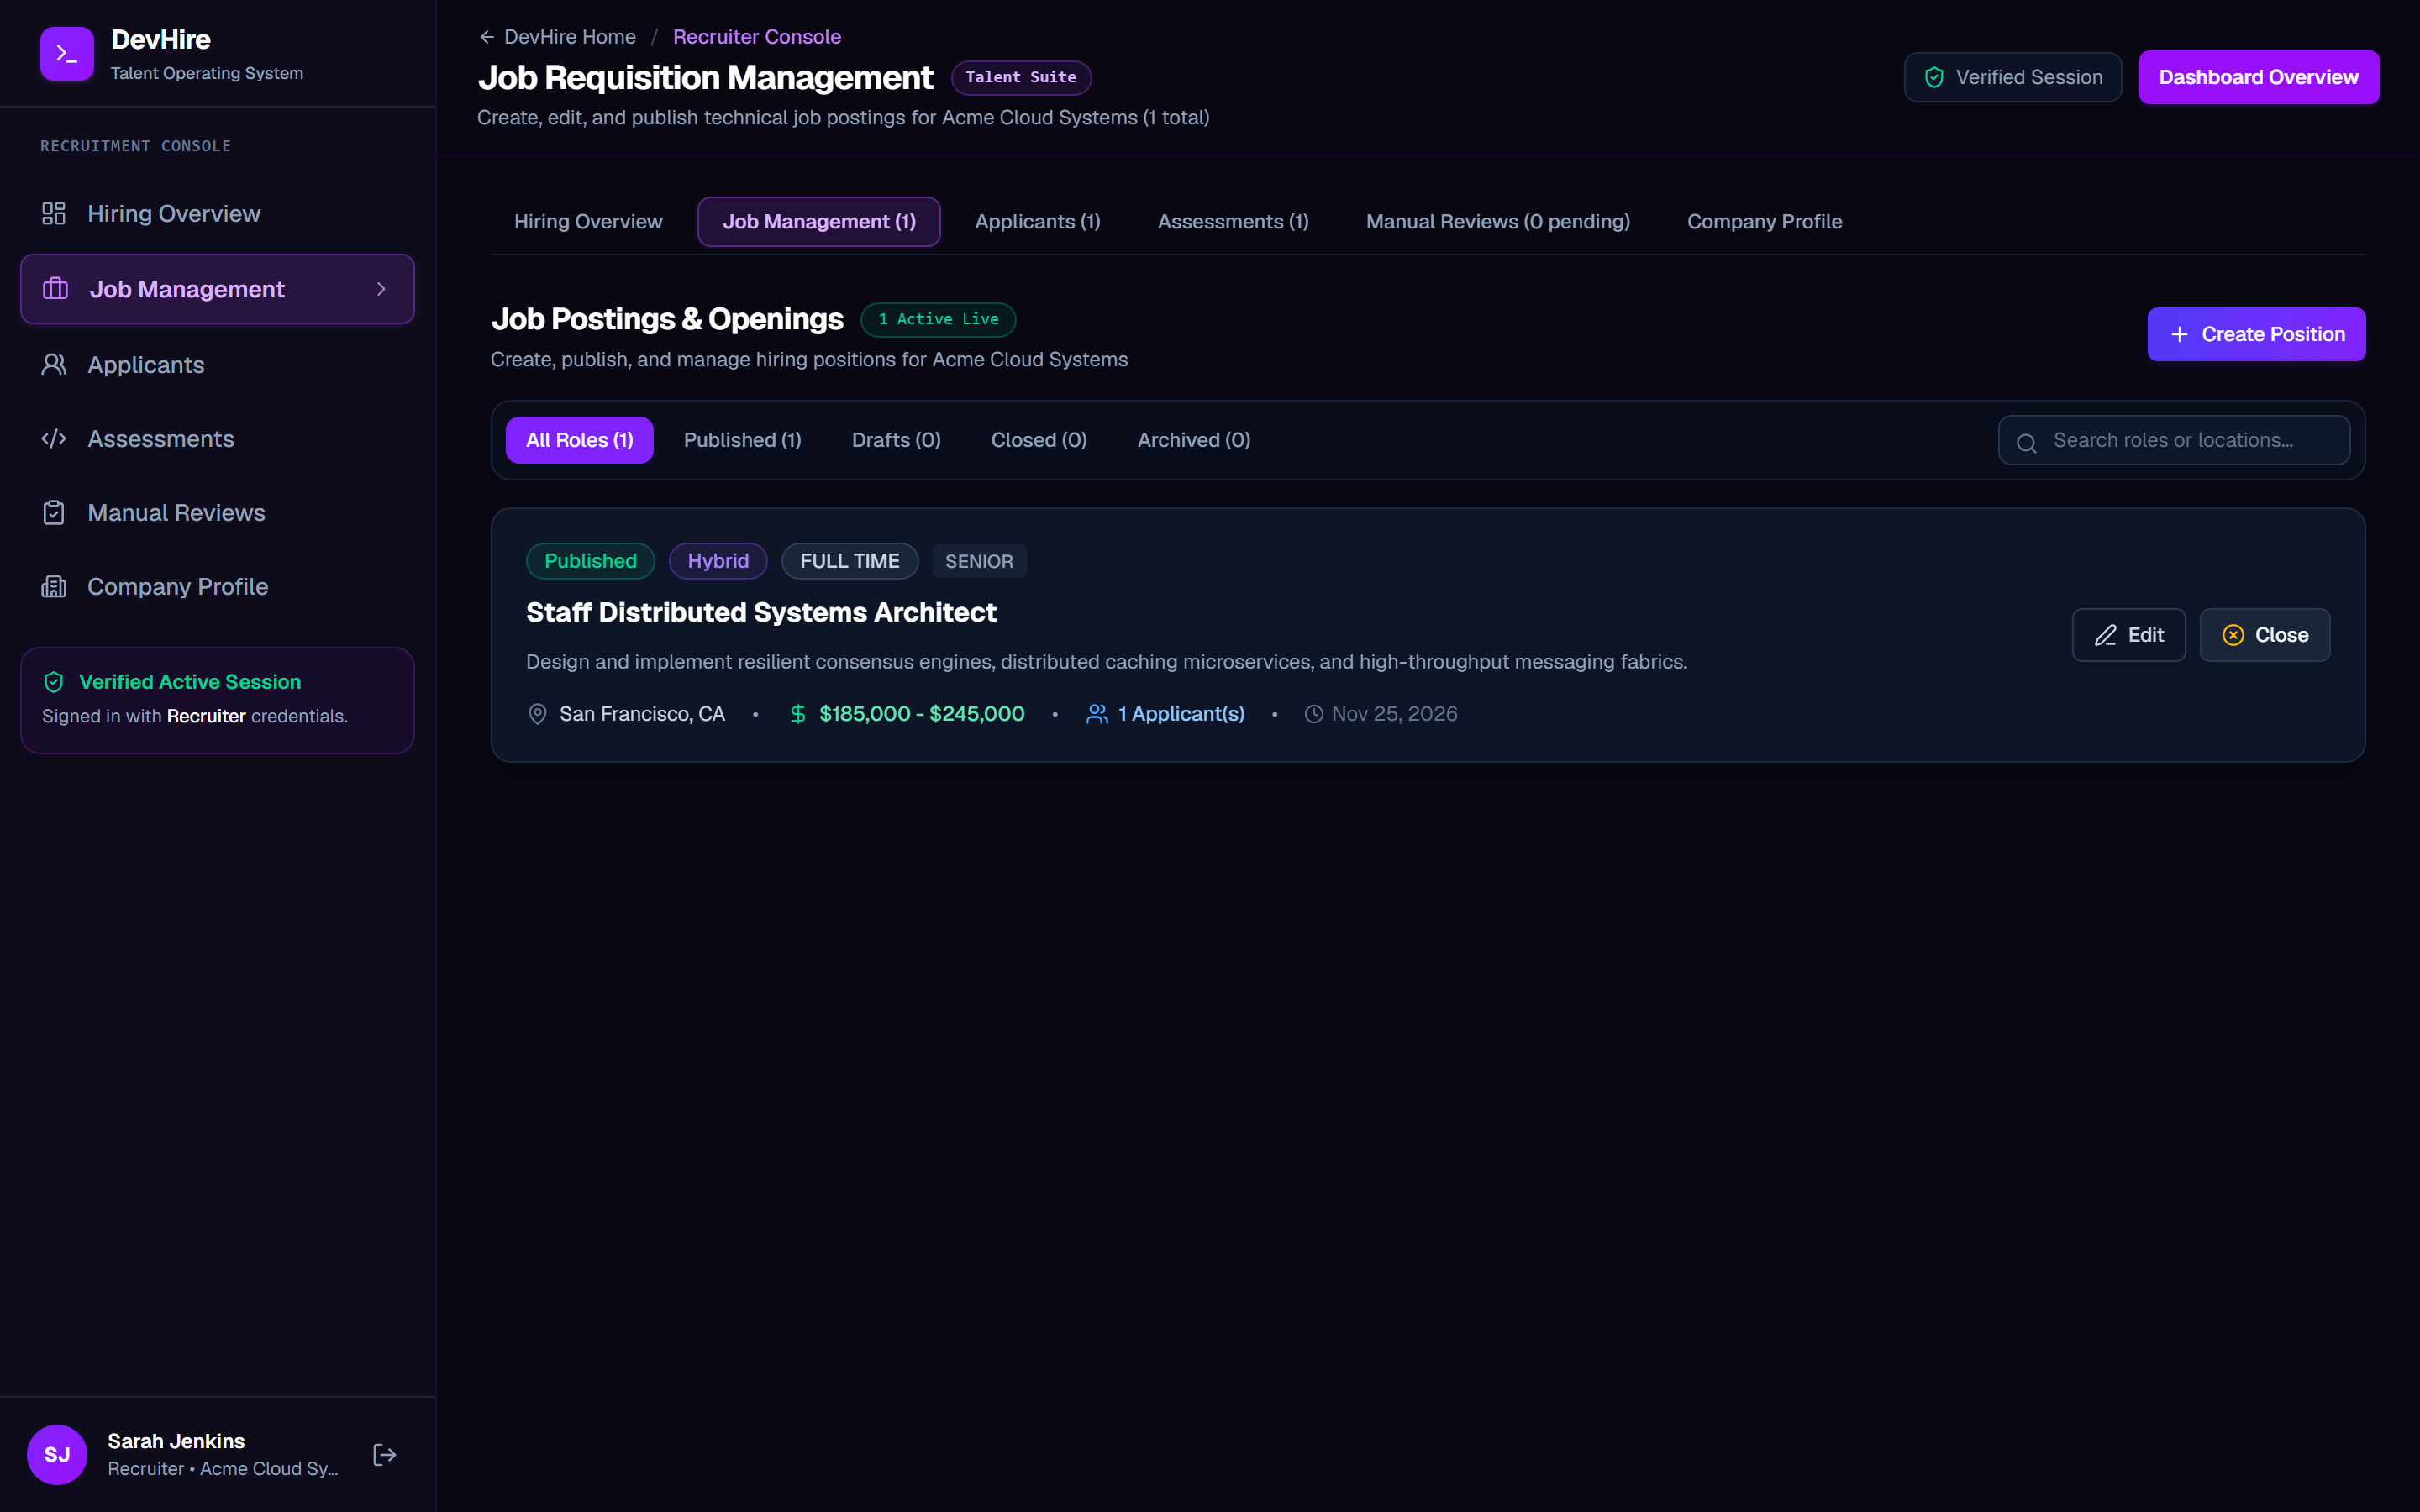 DevHire
Talent Operating System
RECRUITMENT CONSOLE
Hiring Overview
Job Management
Applicants
Assessments
Manual Reviews
Company Profile
Verified Active Session
Signed in with Recruiter credentials.
SJ
Sarah Jenkins
Recruiter • Acme Cloud Sy...
DevHire Home / Recruiter Console
Job Requisition Management Talent Suite
Create, edit, and publish technical job postings for Acme Cloud Systems (1 total)
Verified Session
Dashboard Overview
Hiring Overview Job Management (1) Applicants (1) Assessments (1) Manual Reviews (0 pending) Company Profile
Job Postings & Openings 1 Active Live
Create, publish, and manage hiring positions for Acme Cloud Systems
Create Position
All Roles (1) Published (1) Drafts (0) Closed (0) Archived (0) Search roles or locations...
Published Hybrid FULL TIME SENIOR
Staff Distributed Systems Architect
Design and implement resilient consensus engines, distributed caching microservices, and high-throughput messaging fabrics.
San Francisco, CA • $185,000 - $245,000 • 1 Applicant(s) • Nov 25, 2026
Edit Close